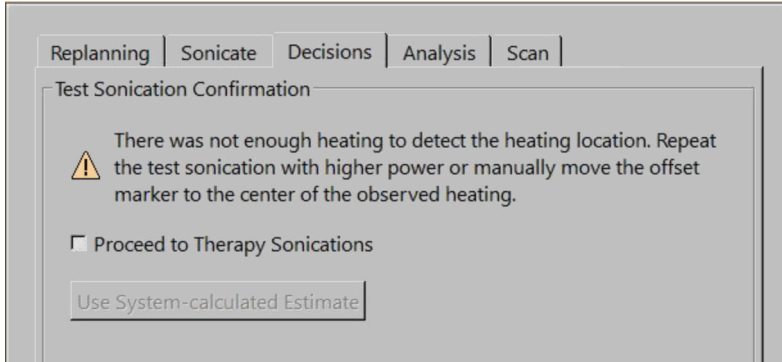 Replanning Sonicate Decisions Analysis Scan
Test Sonication Confirmation
There was not enough heating to detect the heating location. Repeat
the test sonication with higher power or manually move the offset
marker to the center of the observed heating.
Proceed to Therapy Sonications
Use System-calculated Estimate